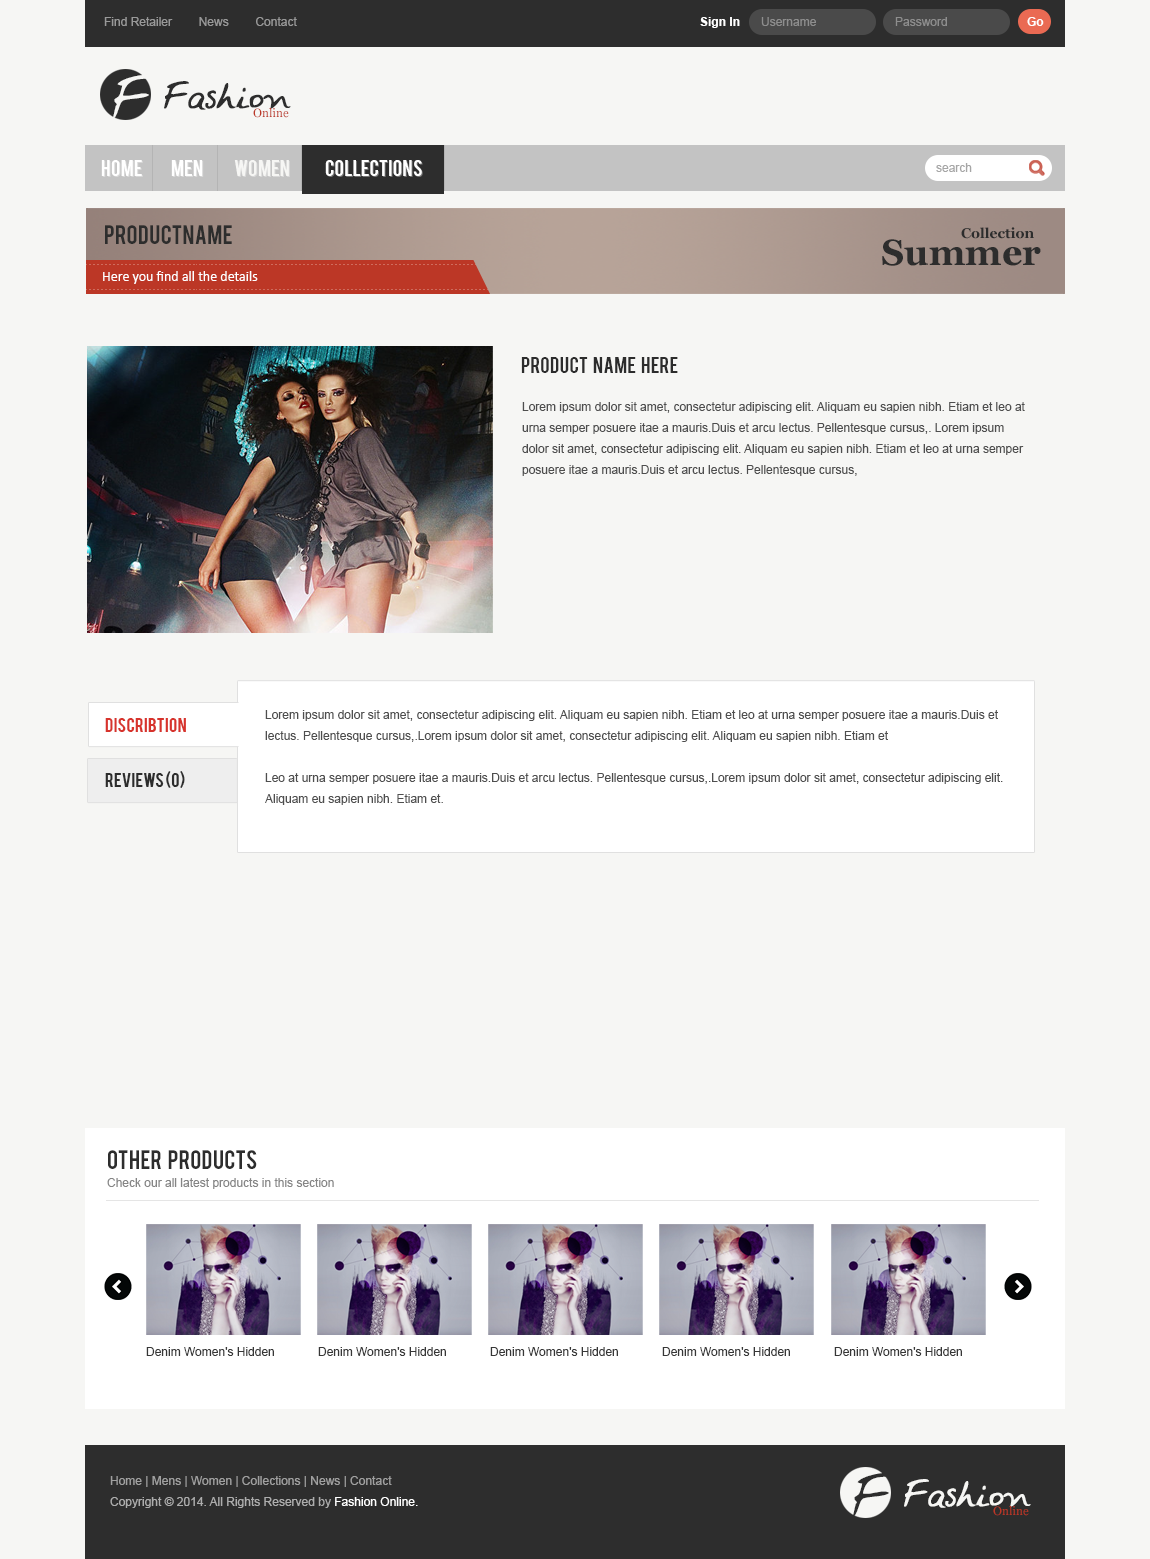 Find Retailer News Contact Sign In Username Password Go
Fashion
Online
HOME MEN WOMEN COLLECTIONS search
PRODUCTNAME
Collection
Summer
Here you find all the details
PRODUCT NAME HERE
Lorem ipsum dolor sit amet, consectetur adipiscing elit. Aliquam eu sapien nibh. Etiam et leo at
urna semper posuere itae a mauris.Duis et arcu lectus. Pellentesque cursus,. Lorem ipsum
dolor sit amet, consectetur adipiscing elit. Aliquam eu sapien nibh. Etiam et leo at urna semper
posuere itae a mauris.Duis et arcu lectus. Pellentesque cursus,
DISCRIBTION
REVIEWS (0)
Lorem ipsum dolor sit amet, consectetur adipiscing elit. Aliquam eu sapien nibh. Etiam et leo at urna semper posuere itae a mauris.Duis et
lectus. Pellentesque cursus,.Lorem ipsum dolor sit amet, consectetur adipiscing elit. Aliquam eu sapien nibh. Etiam et
Leo at urna semper posuere itae a mauris.Duis et arcu lectus. Pellentesque cursus,.Lorem ipsum dolor sit amet, consectetur adipiscing elit.
Aliquam eu sapien nibh. Etiam et.
OTHER PRODUCTS
Check our all latest products in this section
Denim Women's Hidden Denim Women's Hidden Denim Women's Hidden Denim Women's Hidden Denim Women's Hidden
Home | Mens | Women | Collections | News | Contact
Copyright © 2014. All Rights Reserved by Fashion Online.
Fashion
Online